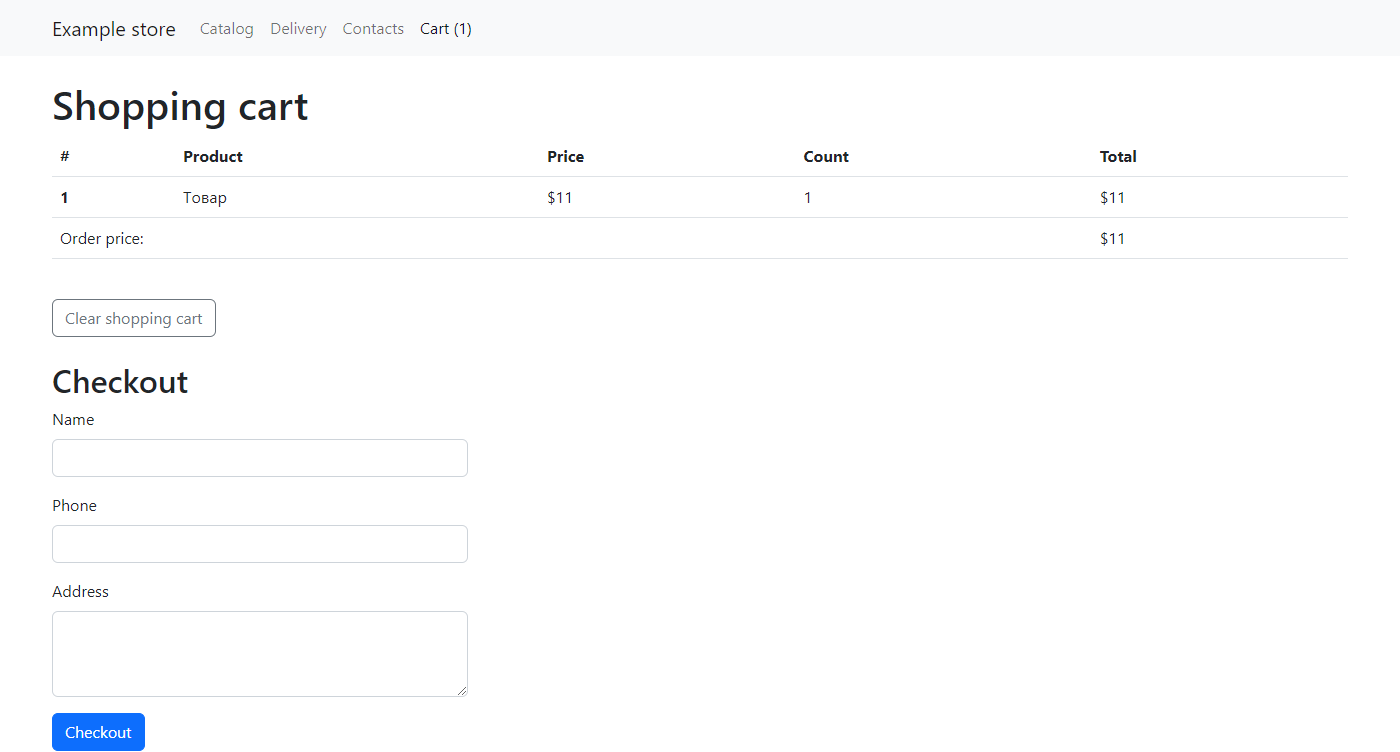 Example store Catalog Delivery Contacts Cart (1)
Shopping cart
# Product Price Count Total
1 Товар $11 1 $11
Order price: $11
Clear shopping cart
Checkout
Name
Phone
Address
Checkout